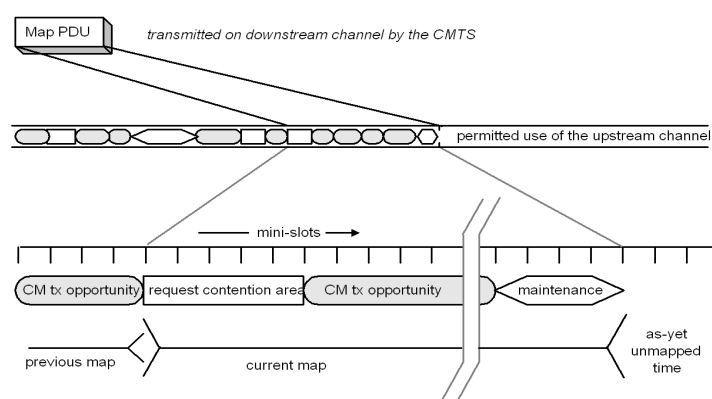 Map PDU
transmitted on downstream channel by the CMTS
permitted use of the upstream channel
mini-slots
CM tx opportunity
request contention area
CM tx opportunity
maintenance
previous map
current map
as-yet
unmapped
time